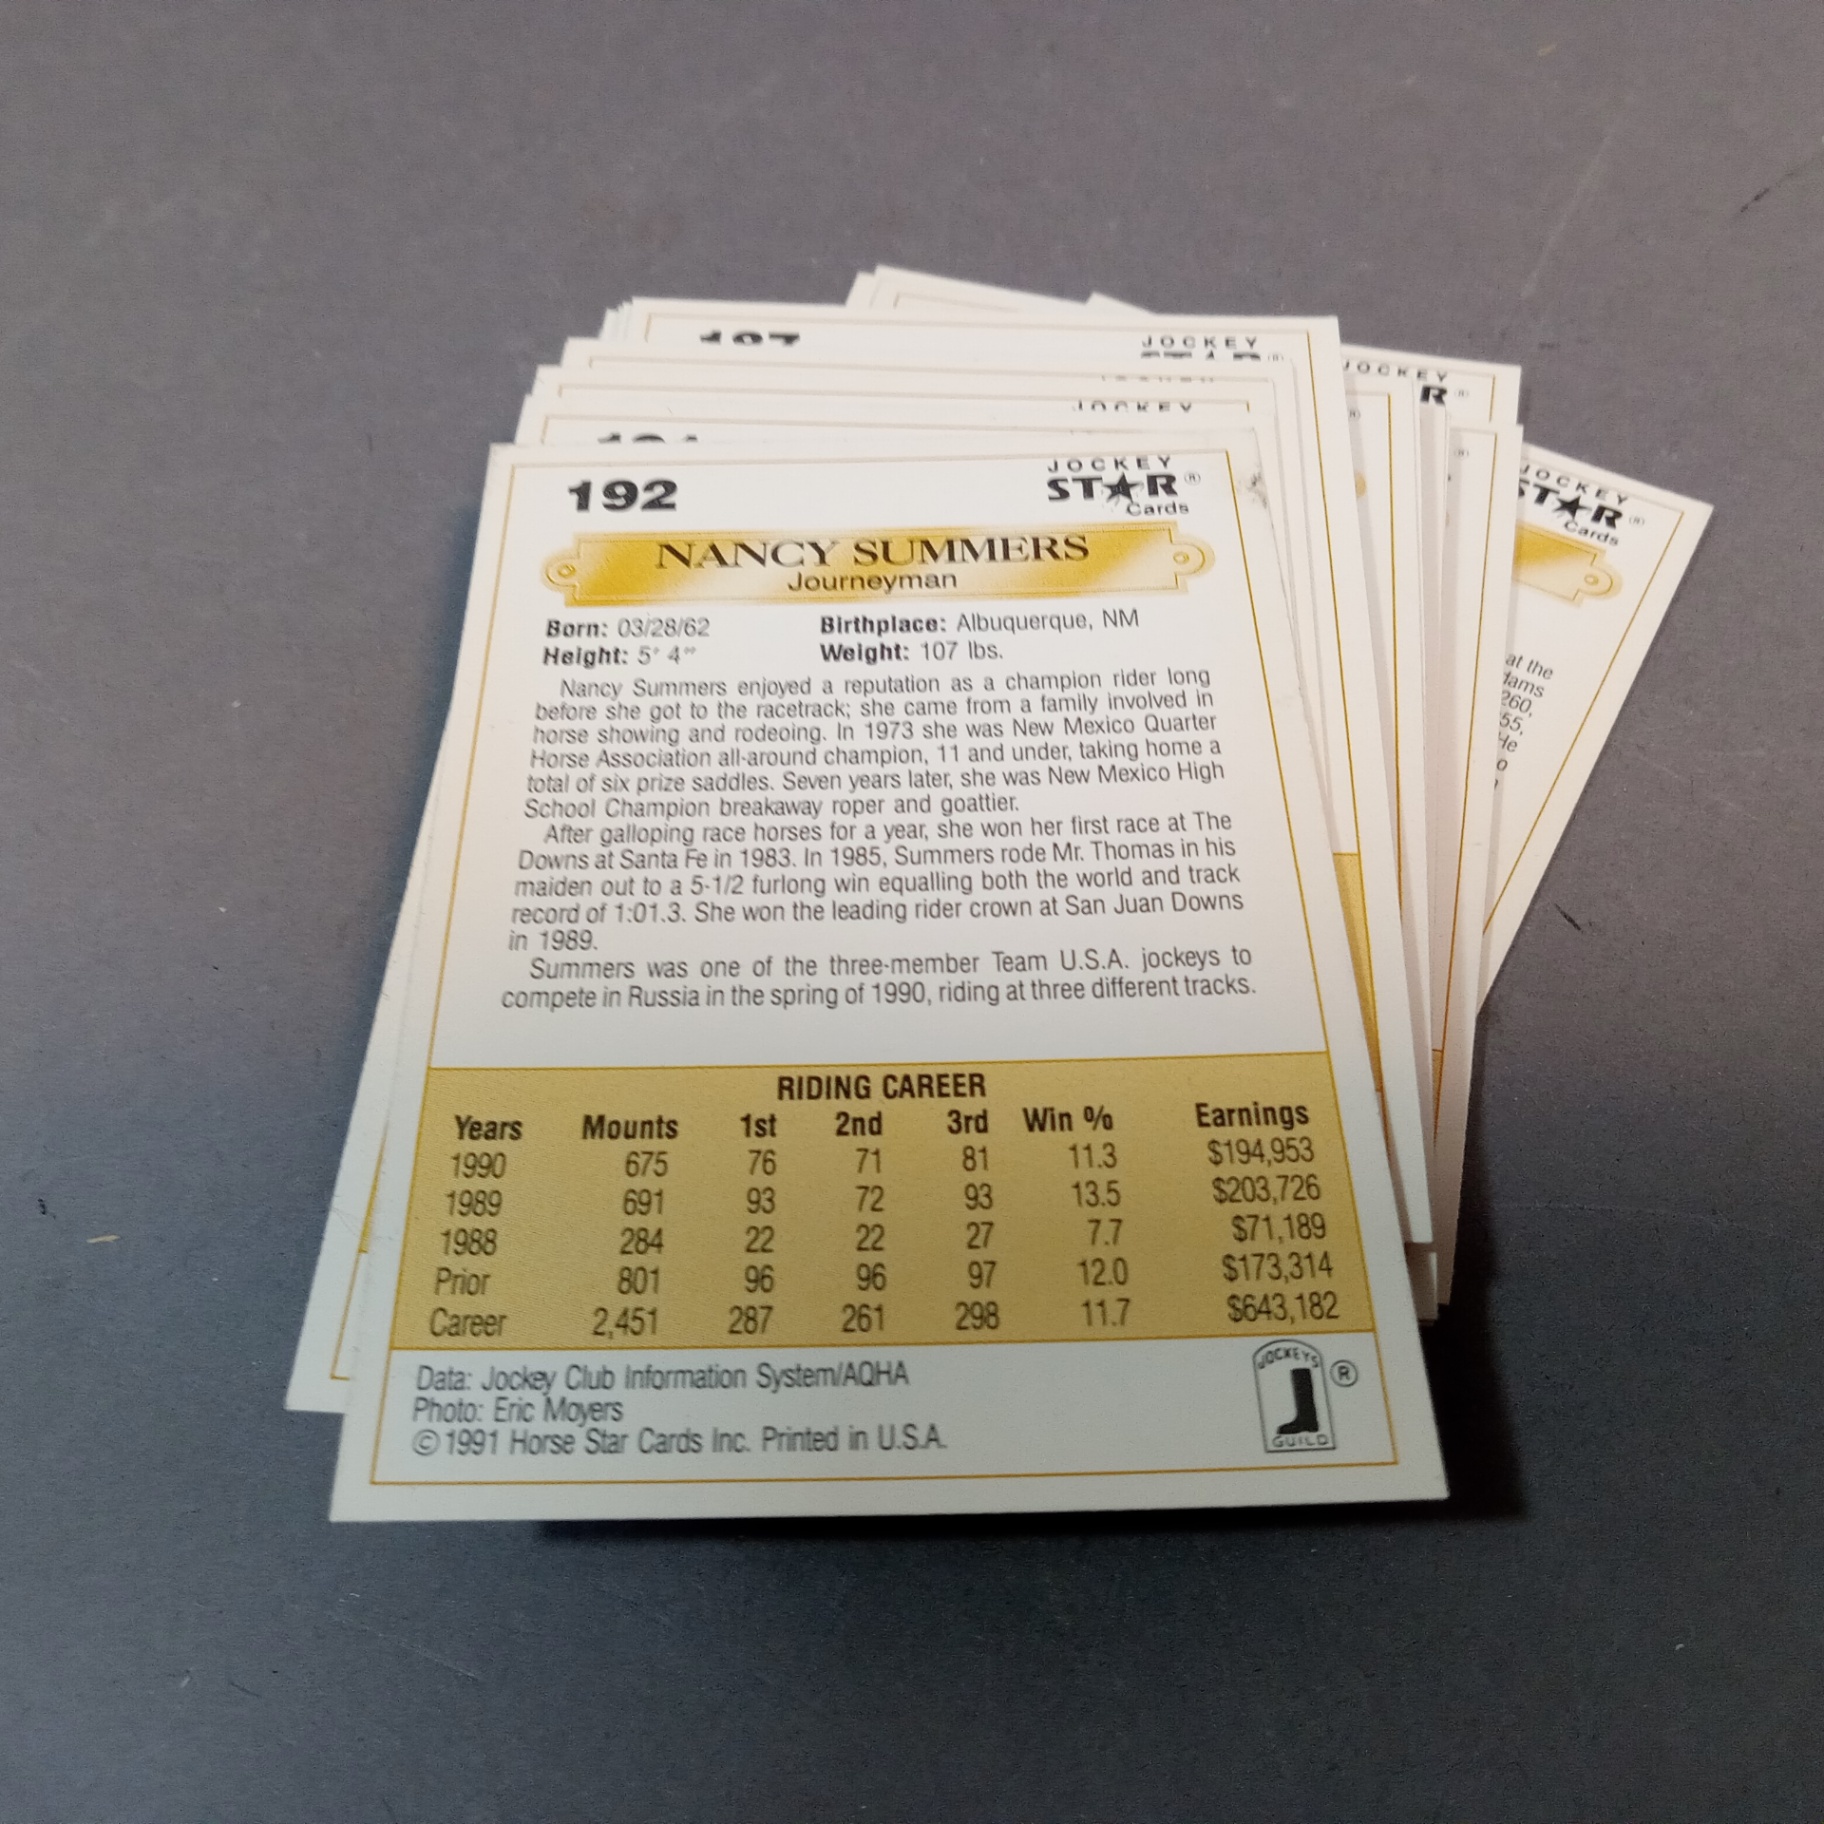 JOCKEY
JOCKEY
R ®
JOCKEY
192
JOCKEY
STAR ®
Cards
JOCKEY
STAR ®
Cards
NANCY SUMMERS
Journeyman
Born: 03/28/62 Birthplace: Albuquerque, NM
Height: 5' 4" Weight: 107 lbs.
Nancy Summers enjoyed a reputation as a champion rider long
before she got to the racetrack; she came from a family involved in
horse showing and rodeoing. In 1973 she was New Mexico Quarter
Horse Association all-around champion, 11 and under, taking home a
total of six prize saddles. Seven years later, she was New Mexico High
School Champion breakaway roper and goattier.
After galloping race horses for a year, she won her first race at The
Downs at Santa Fe in 1983. In 1985, Summers rode Mr. Thomas in his
maiden out to a 5-1/2 furlong win equalling both the world and track
record of 1:01.3. She won the leading rider crown at San Juan Downs
in 1989.
Summers was one of the three-member Team U.S.A. jockeys to
compete in Russia in the spring of 1990, riding at three different tracks.
at the
260,
55,
RIDING CAREER
Years Mounts 1st 2nd 3rd Win % Earnings
1990 675 76 71 81 11.3 $194,953
1989 691 93 72 93 13.5 $203,726
1988 284 22 22 27 7.7 $71,189
Prior 801 96 96 97 12.0 $173,314
Career 2,451 287 261 298 11.7 $643,182
Data: Jockey Club Information System/AQHA
Photo: Eric Moyers
©1991 Horse Star Cards Inc. Printed in U.S.A.
JOCKEYS
GUILD
®